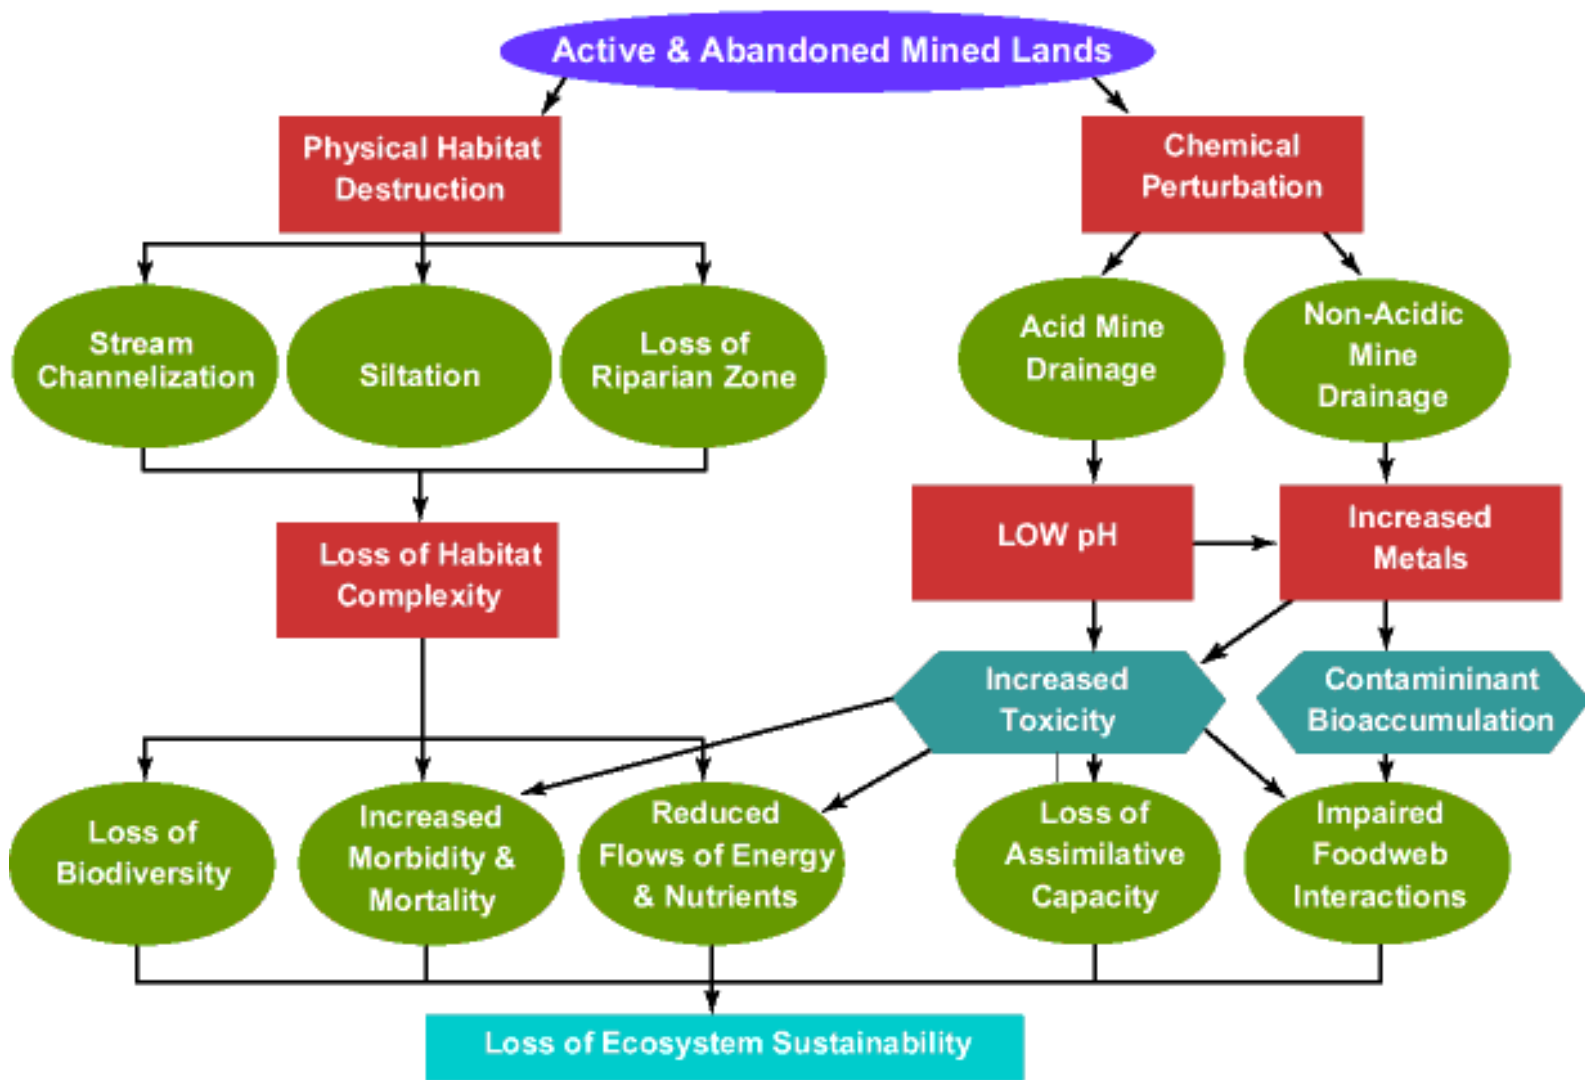 Active & Abandoned Mined Lands
Physical Habitat
Destruction
Chemical
Perturbation
Stream
Channelization
Siltation
Loss of
Riparian Zone
Acid Mine
Drainage
Non-Acidic
Mine
Drainage
Loss of Habitat
Complexity
LOW pH
Increased
Metals
Increased
Toxicity
Contamininant
Bioaccumulation
Loss of
Biodiversity
Increased
Morbidity &
Mortality
Reduced
Flows of Energy
& Nutrients
Loss of
Assimilative
Capacity
Impaired
Foodweb
Interactions
Loss of Ecosystem Sustainability